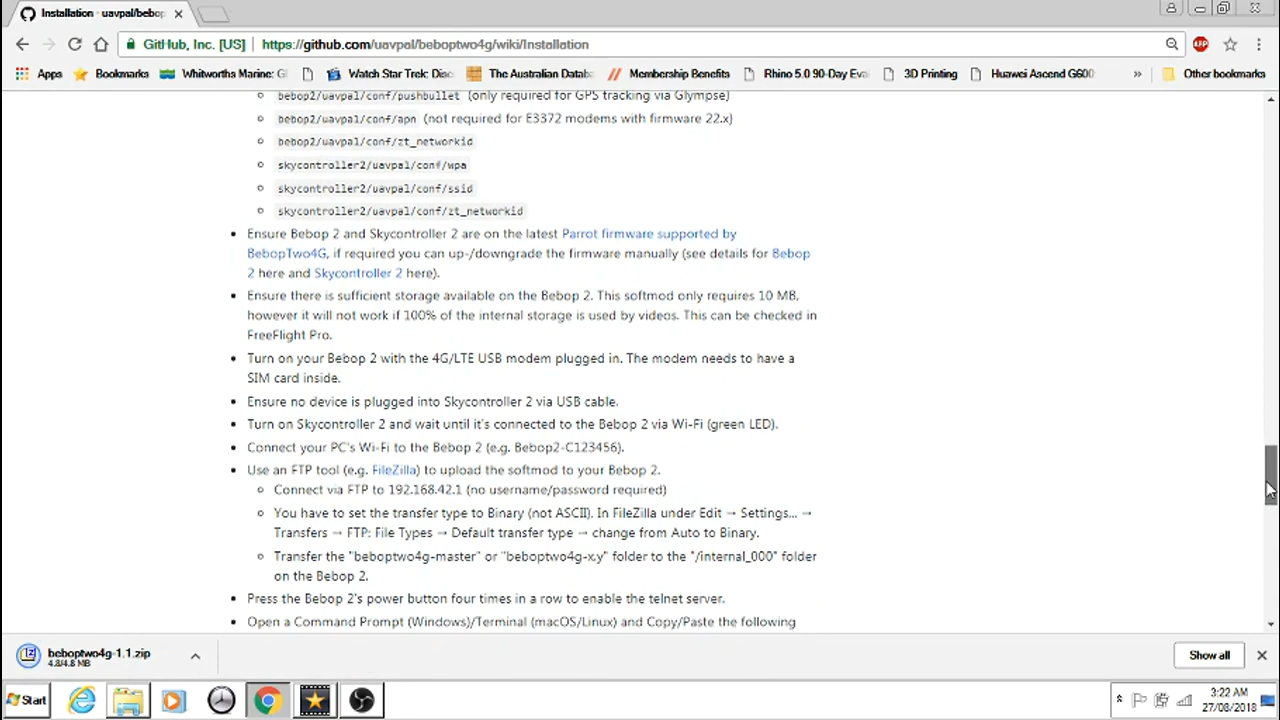 Installation - uavpal/bebop
GitHub, Inc. [US] https://github.com/uavpal/beboptwo4g/wiki/Installation
Apps Bookmarks Whitworths Marine: Gi Watch Star Trek: Disc The Australian Datab Membership Benefits Rhino 5.0 90-Day Eva 3D Printing Huawei Ascend G600 » Other bookmarks
bebop2/uavpal/conf/pushbullet (only required for GPS tracking via Glympse)
bebop2/uavpal/conf/apn (not required for E3372 modems with firmware 22.x)
bebop2/uavpal/conf/zt_networkid
skycontroller2/uavpal/conf/wpa
skycontroller2/uavpal/conf/ssid
skycontroller2/uavpal/conf/zt_networkid
Ensure Bebop 2 and Skycontroller 2 are on the latest Parrot firmware supported by
BebopTwo4G, if required you can up-/downgrade the firmware manually (see details for Bebop
2 here and Skycontroller 2 here).
Ensure there is sufficient storage available on the Bebop 2. This softmod only requires 10 MB,
however it will not work if 100% of the internal storage is used by videos. This can be checked in
FreeFlight Pro.
Turn on your Bebop 2 with the 4G/LTE USB modem plugged in. The modem needs to have a
SIM card inside.
Ensure no device is plugged into Skycontroller 2 via USB cable.
Turn on Skycontroller 2 and wait until it's connected to the Bebop 2 via Wi-Fi (green LED).
Connect your PC's Wi-Fi to the Bebop 2 (e.g. Bebop2-C123456).
Use an FTP tool (e.g. FileZilla) to upload the softmod to your Bebop 2.
Connect via FTP to 192.168.42.1 (no username/password required)
You have to set the transfer type to Binary (not ASCII). In FileZilla under Edit → Settings... →
Transfers → FTP: File Types → Default transfer type → change from Auto to Binary.
Transfer the "beboptwo4g-master" or "beboptwo4g-x.y" folder to the "/internal_000" folder
on the Bebop 2.
Press the Bebop 2's power button four times in a row to enable the telnet server.
Open a Command Prompt (Windows)/Terminal (macOS/Linux) and Copy/Paste the following
beboptwo4g-1.1.zip
4.8/4.8 MB
Show all
Start
3:22 AM
27/08/2018